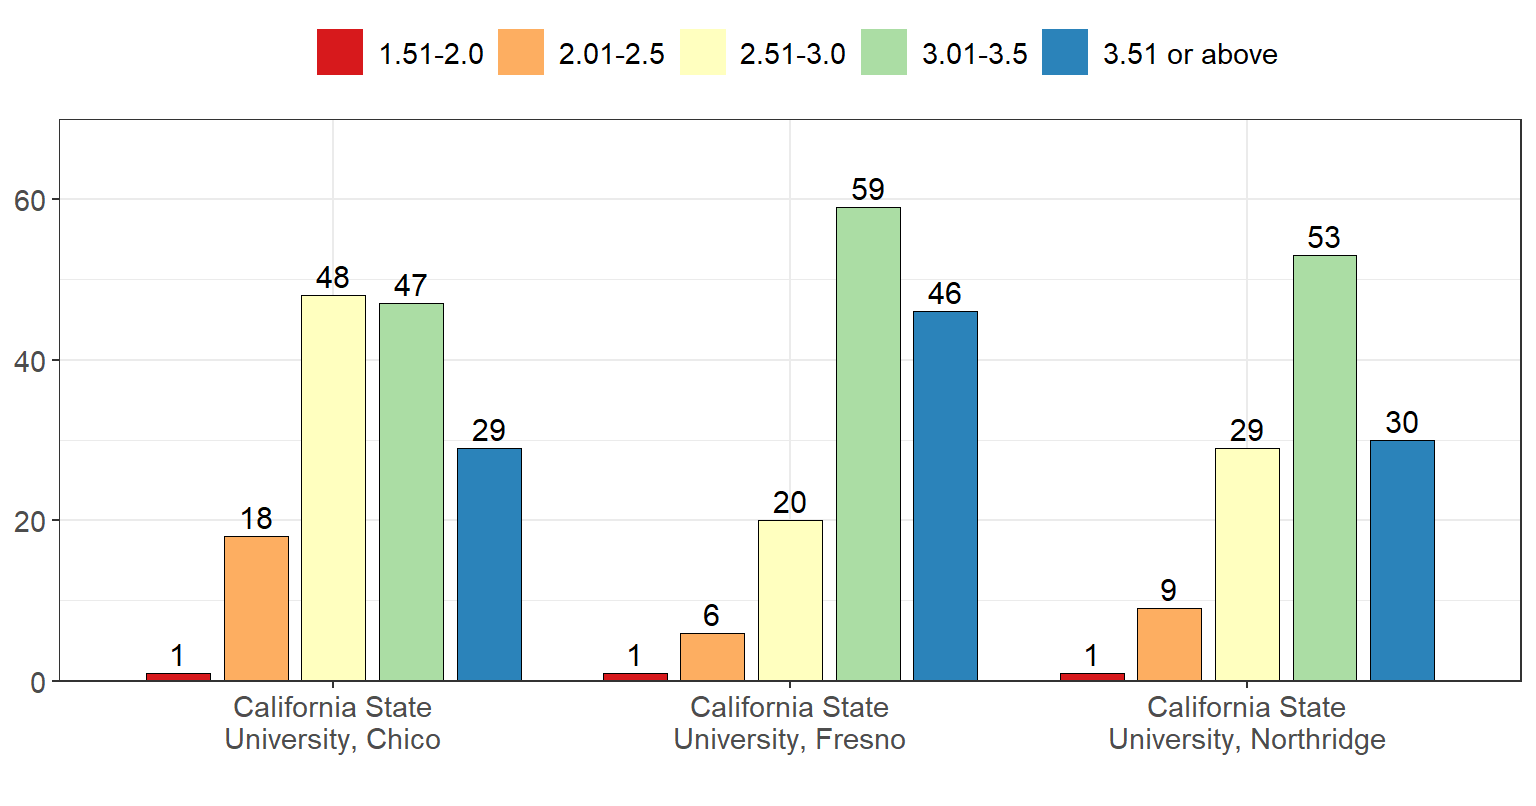 1.51-2.0 2.01-2.5 2.51-3.0 3.01-3.5 3.51 or above
60
40
20
0
1 18 48 47 29
1 6 20 59 46
1 9 29 53 30
California State
University, Chico
California State
University, Fresno
California State
University, Northridge